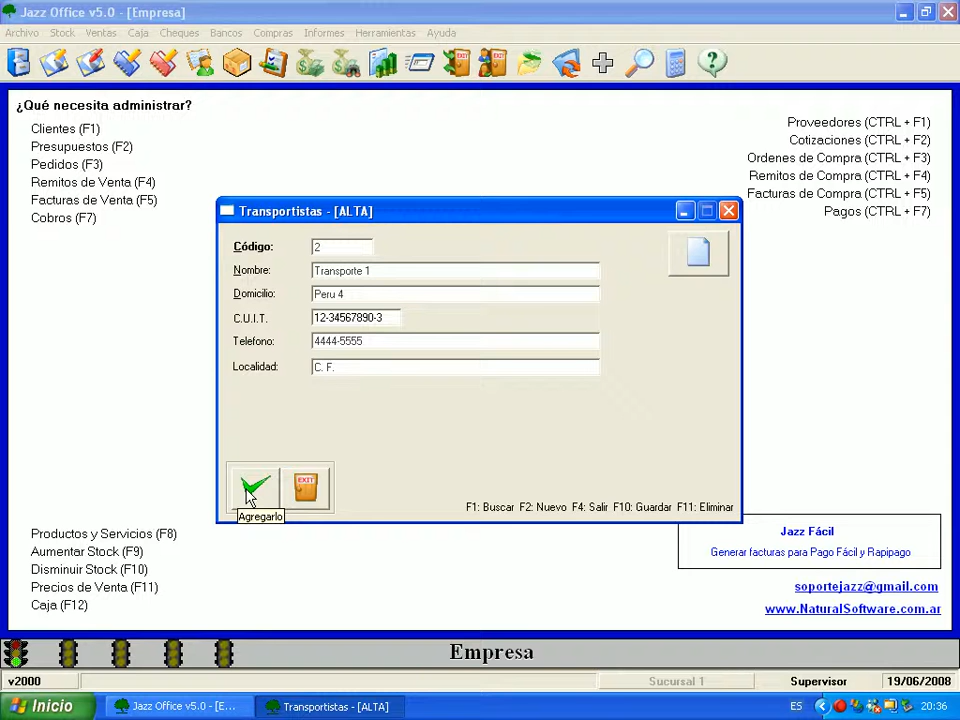 Jazz Office v5.0 - [Empresa]
Archivo Stock Ventas Caja Cheques Bancos Compras Informes Herramientas Ayuda
EXIT EXIT
¿Qué necesita administrar?
Clientes (F1)
Presupuestos (F2)
Pedidos (F3)
Remitos de Venta (F4)
Facturas de Venta (F5)
Cobros (F7)
Proveedores (CTRL + F1)
Cotizaciones (CTRL + F2)
Ordenes de Compra (CTRL + F3)
Remitos de Compra (CTRL + F4)
Facturas de Compra (CTRL + F5)
Pagos (CTRL + F7)
Transportistas - [ALTA]
Código: 2
Nombre: Transporte 1
Domicilio: Peru 4
C.U.I.T. 12-34567890-3
Telefono: 4444-5555
Localidad: C. F.
EXIT
Agregarlo
F1: Buscar F2: Nuevo F4: Salir F10: Guardar F11: Eliminar
Productos y Servicios (F8)
Aumentar Stock (F9)
Disminuir Stock (F10)
Precios de Venta (F11)
Caja (F12)
Jazz Fácil
Generar facturas para Pago Fácil y Rapipago
soportejazz@gmail.com
www.NaturalSoftware.com.ar
Empresa
v2000 Sucursal 1 Supervisor 19/06/2008
Inicio Jazz Office v5.0 - [E... Transportistas - [ALTA] ES 20:36